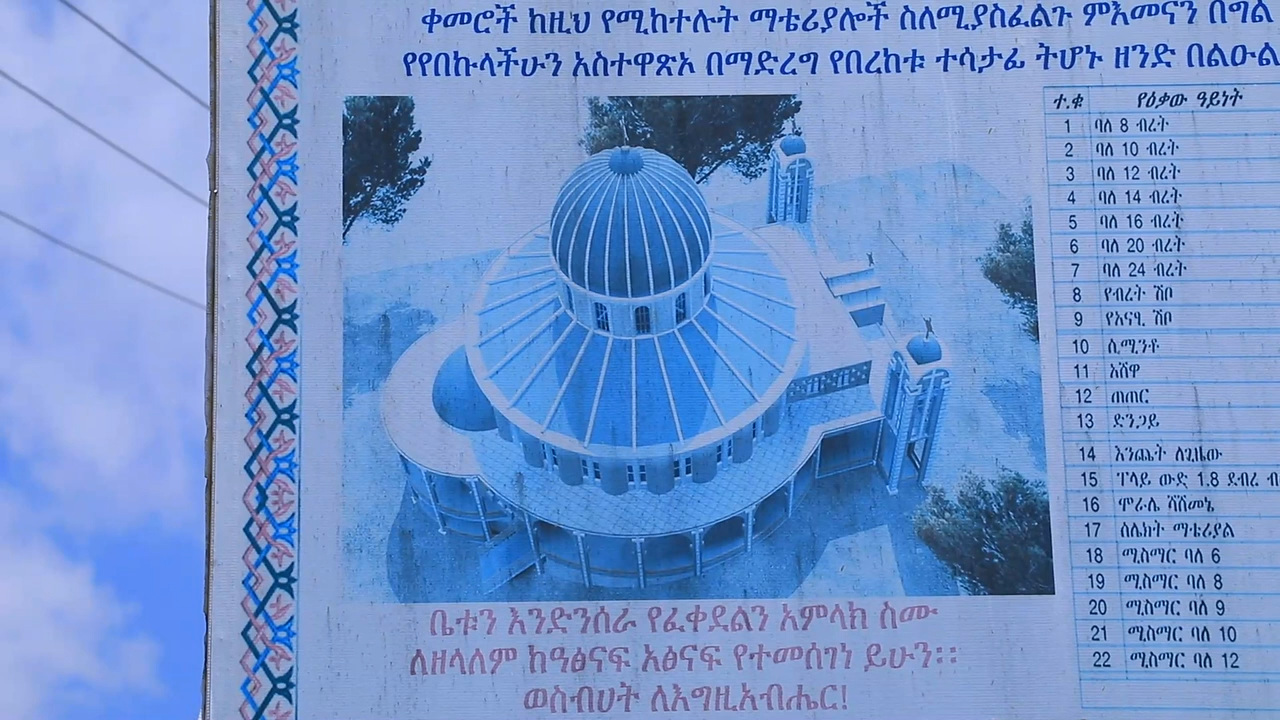 ቀመሮች ከዚህ የሚከተሉት ማቴሪያሎች ስለሚያስፈልጉ ምእመናን በግል
የየበኩላችሁን አስተዋጽኦ በማድረግ የበረከቱ ተሳታፊ ትሆኑ ዘንድ በልዑል
ተ.ቁ የዕቃው ዓይነት
1 ባለ 8 ብረት
2 ባለ 10 ብረት
3 ባለ 12 ብረት
4 ባለ 14 ብረት
5 ባለ 16 ብረት
6 ባለ 20 ብረት
7 ባለ 24 ብረት
8 የብረት ሽቦ
9 የአናፂ ሽቦ
10 ሲሚንቶ
11 አሸዋ
12 ጠጠር
13 ድንጋይ
14 እንጨት ለጊዜው
15 ፕላይ ውድ 1.8 ደብረ
16 ሞራሌ ሻሸመኔ
17 ሰሌክት ማቴሪያል
18 ሚስማር ባለ 6
19 ሚስማር ባለ 8
20 ሚስማር ባለ 9
21 ሚስማር ባለ 10
22 ሚስማር ባለ 12
ቤቱን እንድንሰራ የፈቀደልን አምላክ ስሙ
ለዘላለም ከዓፅናፍ አፅናፍ የተመሰገነ ይሁን፡፡
ወስብሀት ለእግዚአብሔር!